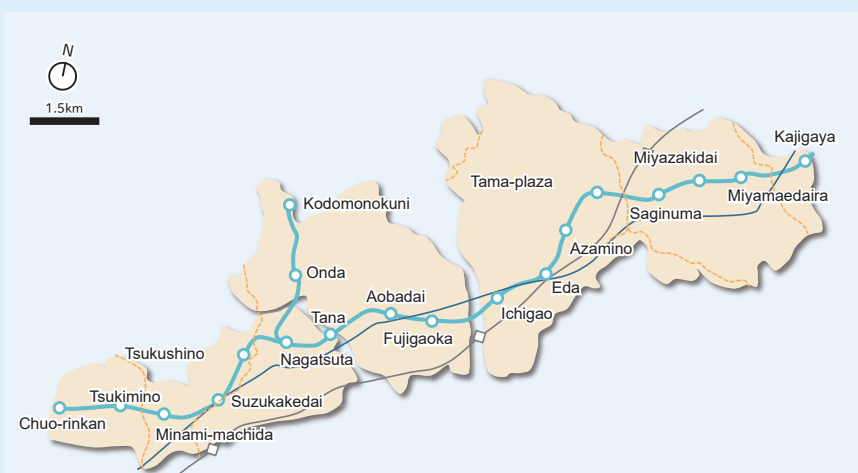 N
1.5km
Kajigaya
Miyazakidai
Tama-plaza
Miyamaedaira
Kodomonokuni
Saginuma
Azamino
Onda
Eda
Aobadai
Ichigao
Tana
Fujigaoka
Tsukushino
Nagatsuta
Tsukimino
Suzukakedai
Chuo-rinkan
Minami-machida